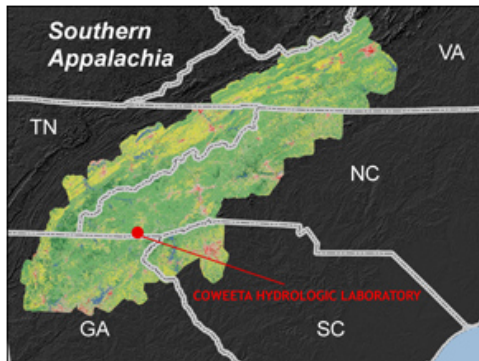 Southern
Appalachia
VA
TN
NC
COWEETA HYDROLOGIC LABORATORY
GA
SC